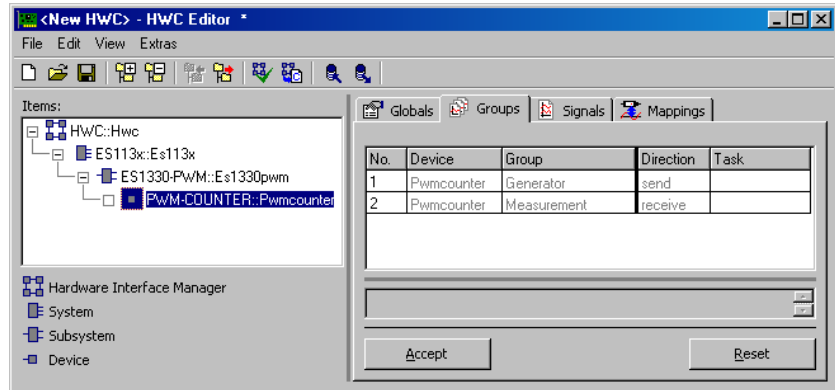 <New HWC> - HWC Editor *
File Edit View Extras
Items:
HWC::Hwc
ES113x::Es113x
ES1330-PWM::Es1330pwm
PWM-COUNTER::Pwmcounter
Hardware Interface Manager
System
Subsystem
Device
Globals Groups Signals Mappings
No. Device Group Direction Task
1 Pwmcounter Generator send
2 Pwmcounter Measurement receive
Accept Reset